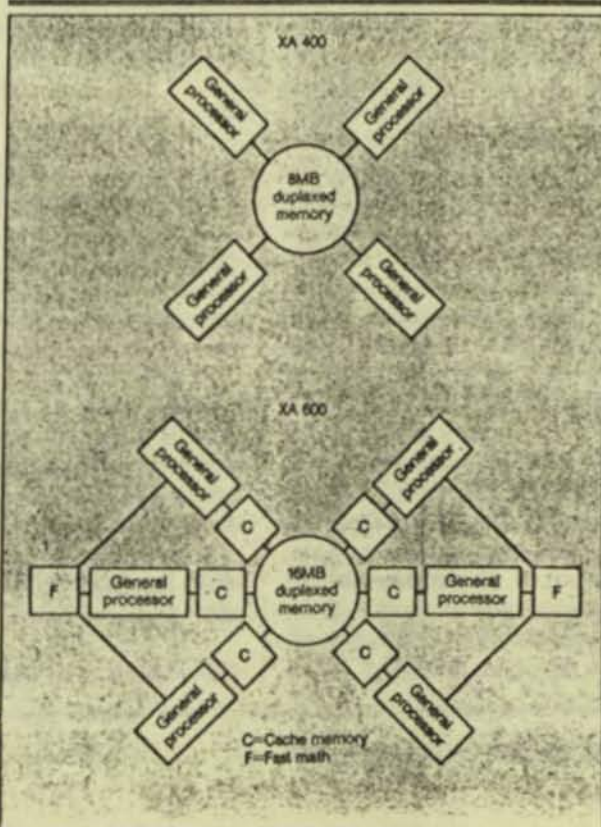 XA 400
General
processor
General
processor
8MB
duplexed
memory
General
processor
General
processor
XA 600
General
processor
General
processor
C
C
F
General
processor
C
16MB
duplexed
memory
C
General
processor
F
C
C
General
processor
General
processor
C=Cache memory
F=Fast math